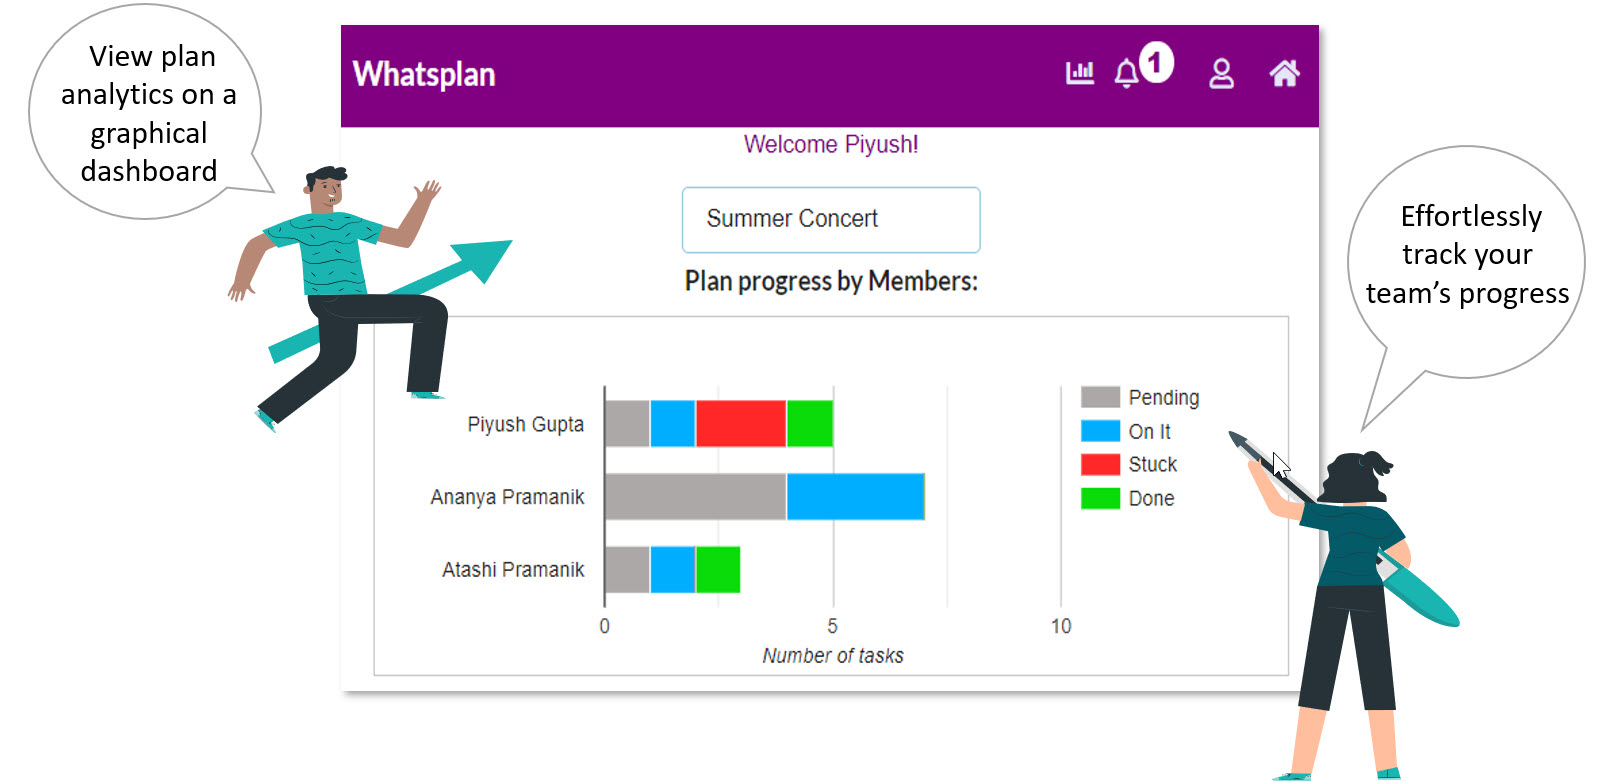 View plan
analytics on a
graphical
dashboard
Whatsplan
1
Welcome Piyush!
Summer Concert
Plan progress by Members:
Effortlessly
track your
team's progress
Piyush Gupta
Ananya Pramanik
Atashi Pramanik
Pending
On It
Stuck
Done
0 5 10
Number of tasks